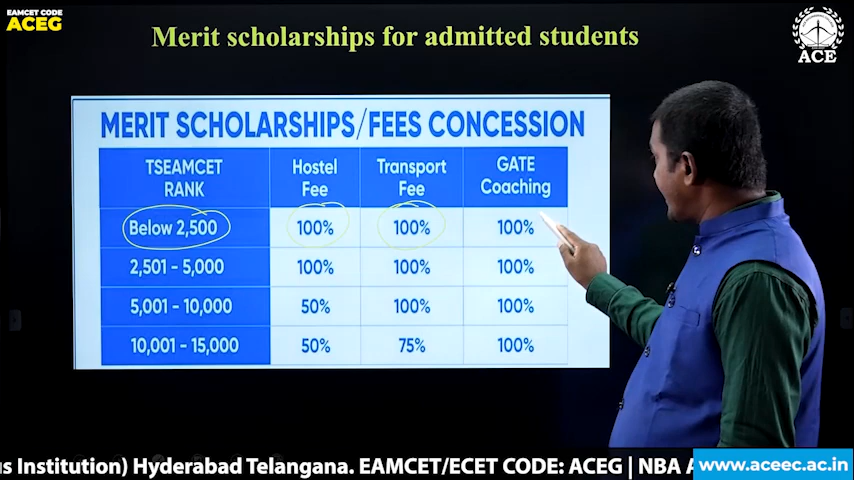 EAMCET CODE
ACEG
Merit scholarships for admitted students
ACE
MERIT SCHOLARSHIPS/FEES CONCESSION
TSEAMCET RANK Hostel Fee Transport Fee GATE Coaching
Below 2,500 100% 100% 100%
2,501 - 5,000 100% 100% 100%
5,001 - 10,000 50% 100% 100%
10,001 - 15,000 50% 75% 100%
Institution) Hyderabad Telangana. EAMCET/ECET CODE: ACEG | NBA
www.aceec.ac.in